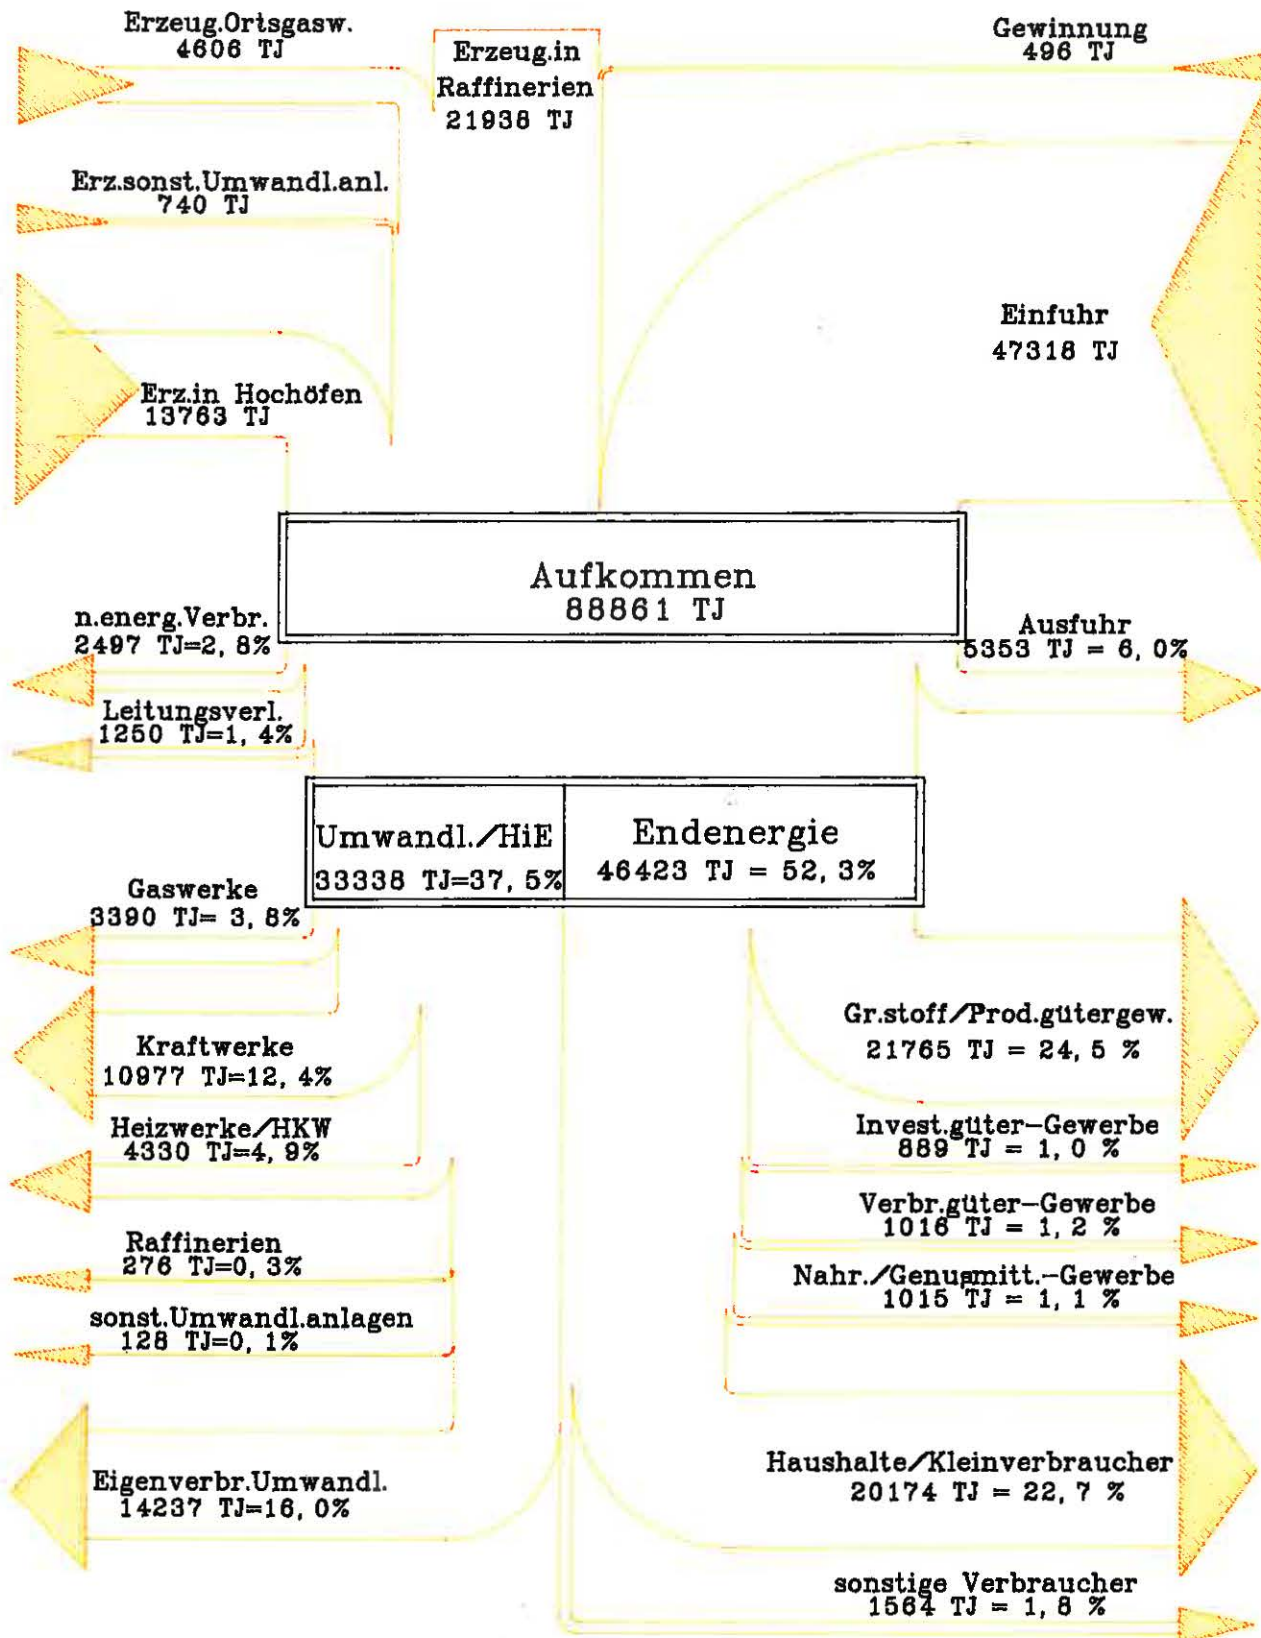 Erzeug.Ortsgasw.
4606 TJ
Erzeug.in
Raffinerien
21938 TJ
Gewinnung
496 TJ
Erz.sonst.Umwandl.anl.
740 TJ
Einfuhr
47318 TJ
Erz.in Hochöfen
13763 TJ
Aufkommen
88861 TJ
n.energ.Verbr.
2497 TJ=2, 8%
Ausfuhr
5353 TJ = 6, 0%
Leitungsverl.
1250 TJ=1, 4%
Umwandl./HiE
33338 TJ=37, 5%
Endenergie
46423 TJ = 52, 3%
Gaswerke
3390 TJ= 3, 8%
Kraftwerke
10977 TJ=12, 4%
Heizwerke/HKW
4330 TJ=4, 9%
Raffinerien
276 TJ=0, 3%
sonst.Umwandl.anlagen
128 TJ=0, 1%
Eigenverbr.Umwandl.
14237 TJ=16, 0%
Gr.stoff/Prod.gütergew.
21765 TJ = 24, 5 %
Invest.güter-Gewerbe
889 TJ = 1, 0 %
Verbr.güter-Gewerbe
1016 TJ = 1, 2 %
Nahr./Genußmitt.-Gewerbe
1015 TJ = 1, 1 %
Haushalte/Kleinverbraucher
20174 TJ = 22, 7 %
sonstige Verbraucher
1564 TJ = 1, 8 %